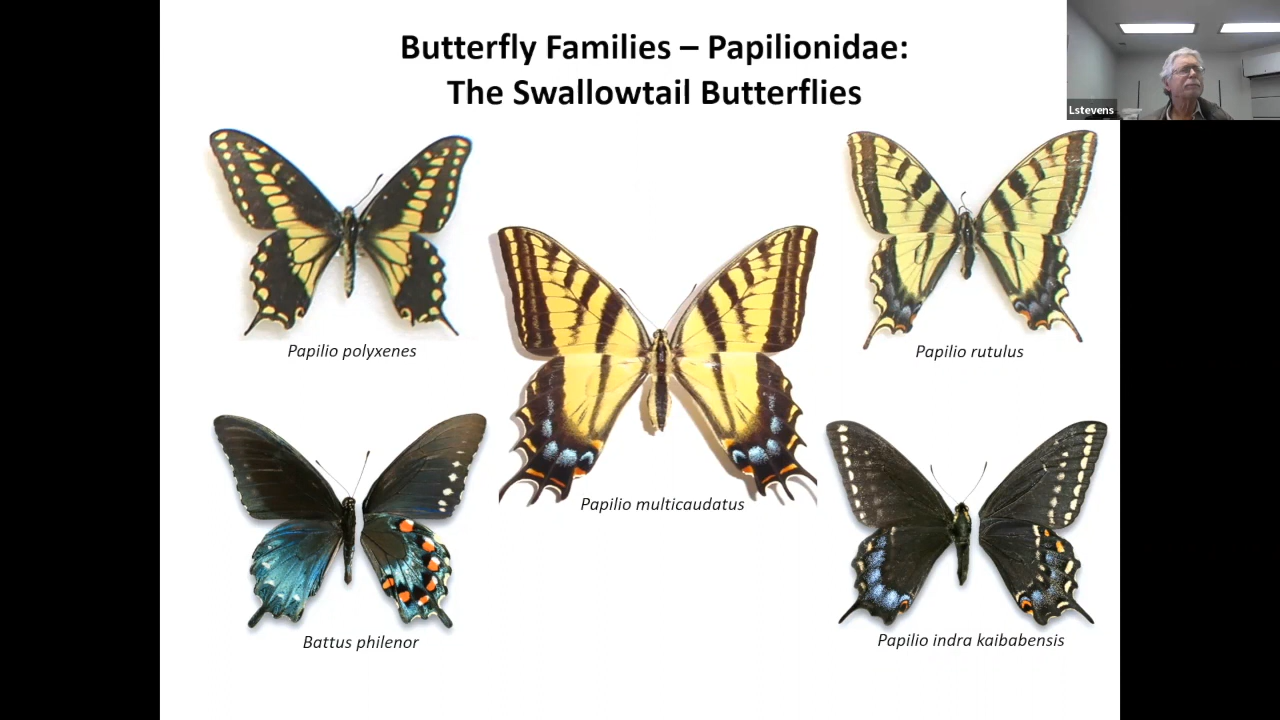 Butterfly Families – Papilionidae:
The Swallowtail Butterflies
Lstevens
Papilio polyxenes
Papilio rutulus
Papilio multicaudatus
Battus philenor
Papilio indra kaibabensis